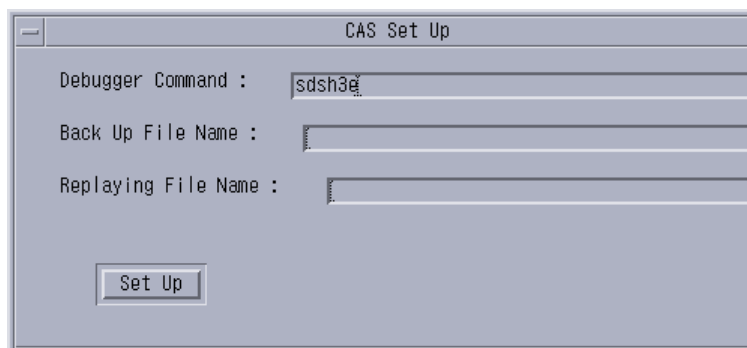 CAS Set Up
Debugger Command : sdsh3e
Back Up File Name :
Replaying File Name :
Set Up